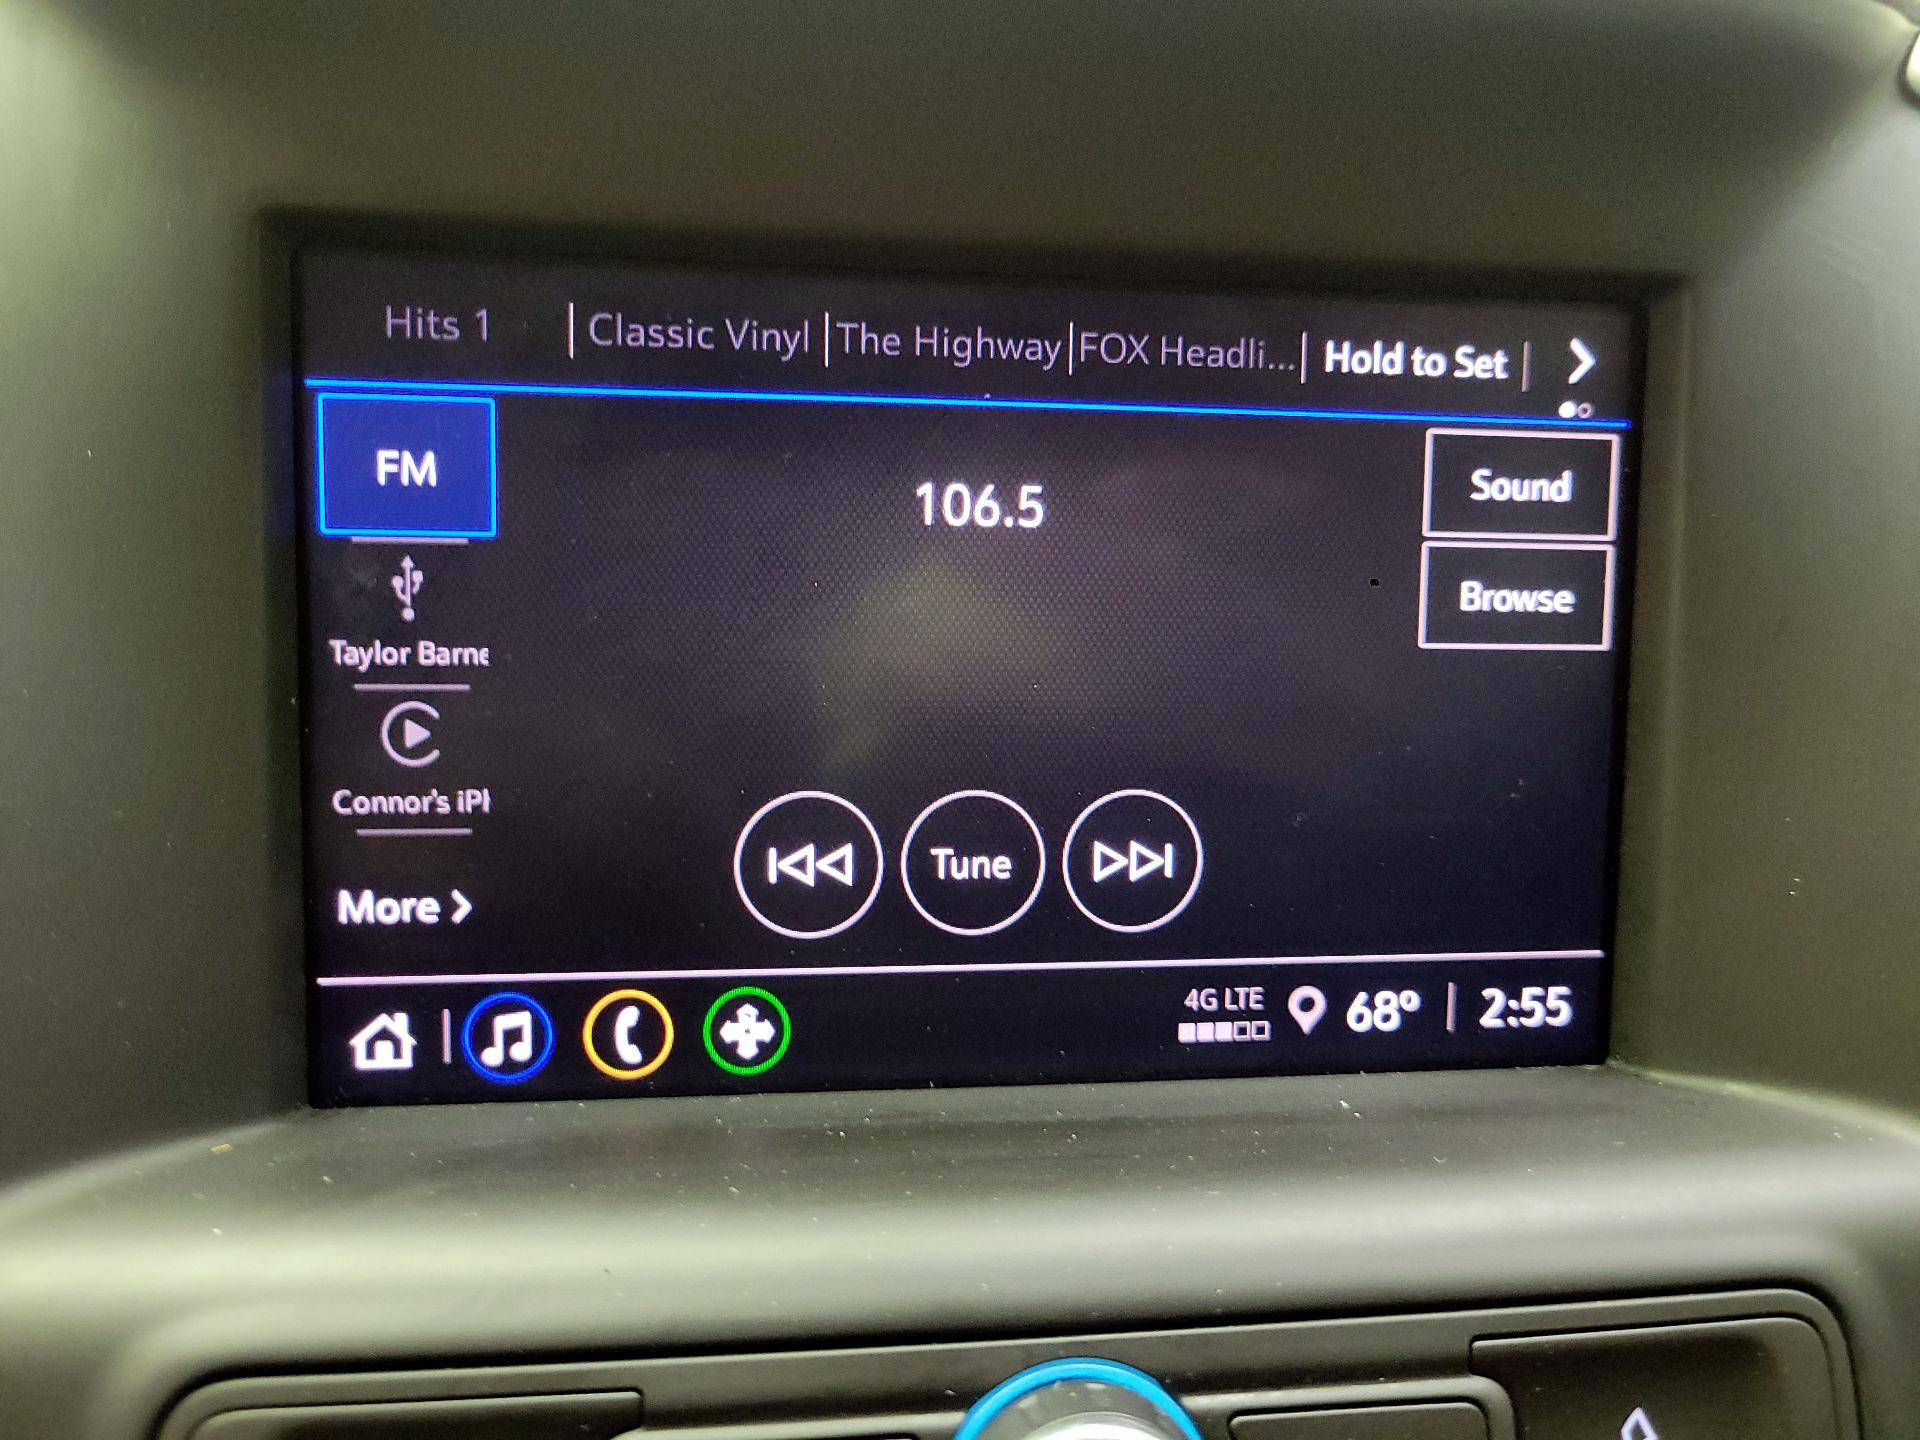 Hits 1 | Classic Vinyl | The Highway | FOX Headli... | Hold to Set |
FM
106.5
Sound
Browse
Taylor Barne
Connor's iPh
More
Tune
4G LTE 68° | 2:55